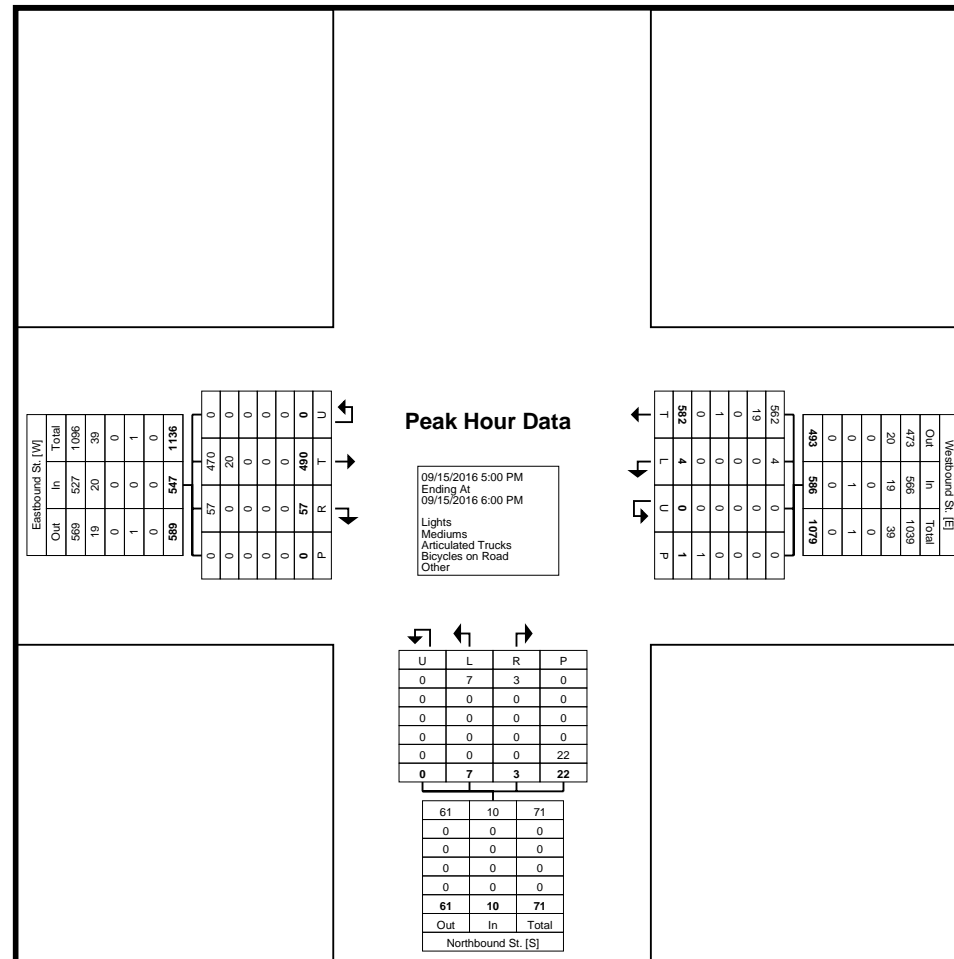 Peak Hour Data
09/15/2016 5:00 PM
Ending At
09/15/2016 6:00 PM
Lights
Mediums
Articulated Trucks
Bicycles on Road
Other
Eastbound St. [W]
Total In Out
1096 527 569
39 20 19
0 0 0
1 0 1
0 0 0
1136 547 589
0 470 57 0
0 20 0 0
0 0 0 0
0 0 0 0
0 0 0 0
0 490 57 0
U T R P
Westbound St. [E]
Out In Total
473 566 1039
20 19 39
0 0 0
0 1 1
0 0 0
493 586 1079
562 4 0 0
19 0 0 0
0 0 0 0
1 0 0 0
0 0 0 1
582 4 0 1
T L U P
U L R P
0 7 3 0
0 0 0 0
0 0 0 0
0 0 0 0
0 0 0 22
0 7 3 22
61 10 71
0 0 0
0 0 0
0 0 0
0 0 0
61 10 71
Out In Total
Northbound St. [S]